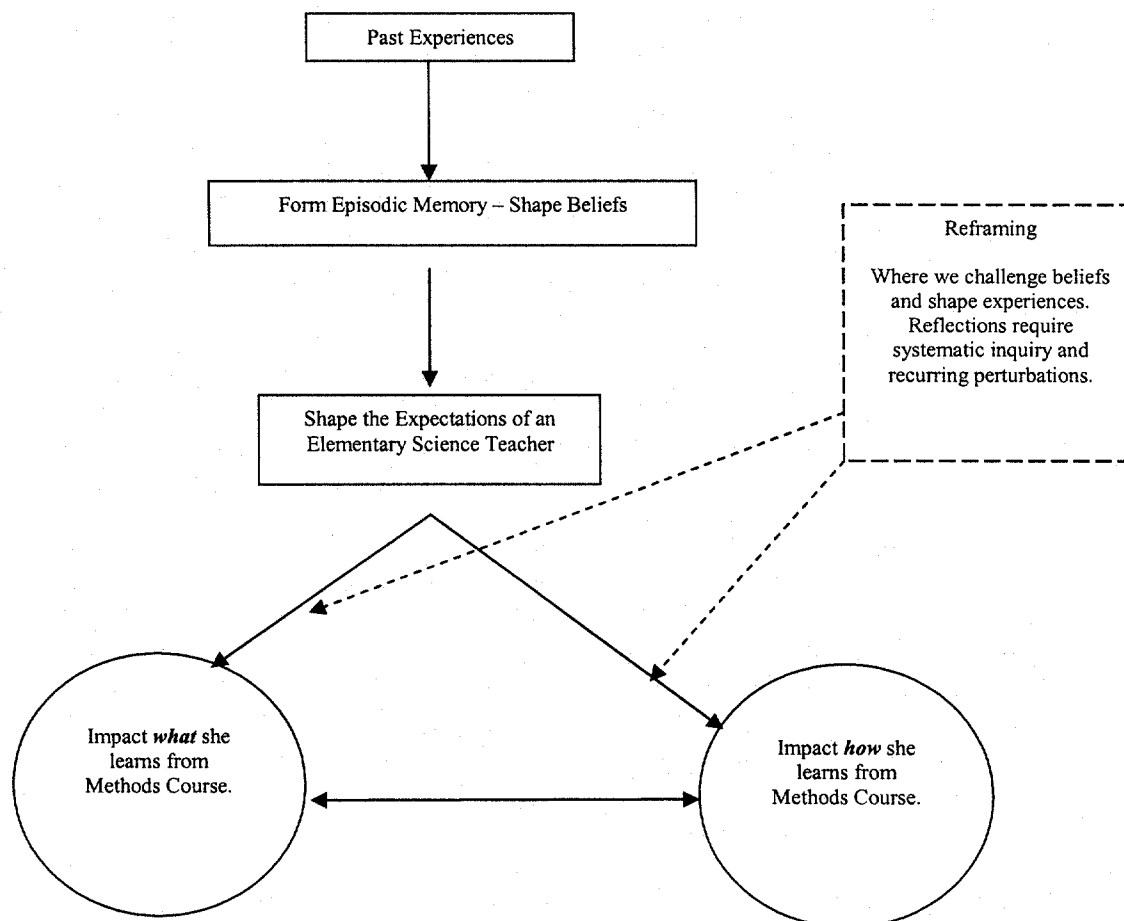 Past Experiences
Form Episodic Memory – Shape Beliefs
Reframing
Where we challenge beliefs
and shape experiences.
Reflections require
systematic inquiry and
recurring perturbations.
Shape the Expectations of an
Elementary Science Teacher
Impact what she
learns from
Methods Course.
Impact how she
learns from
Methods Course.